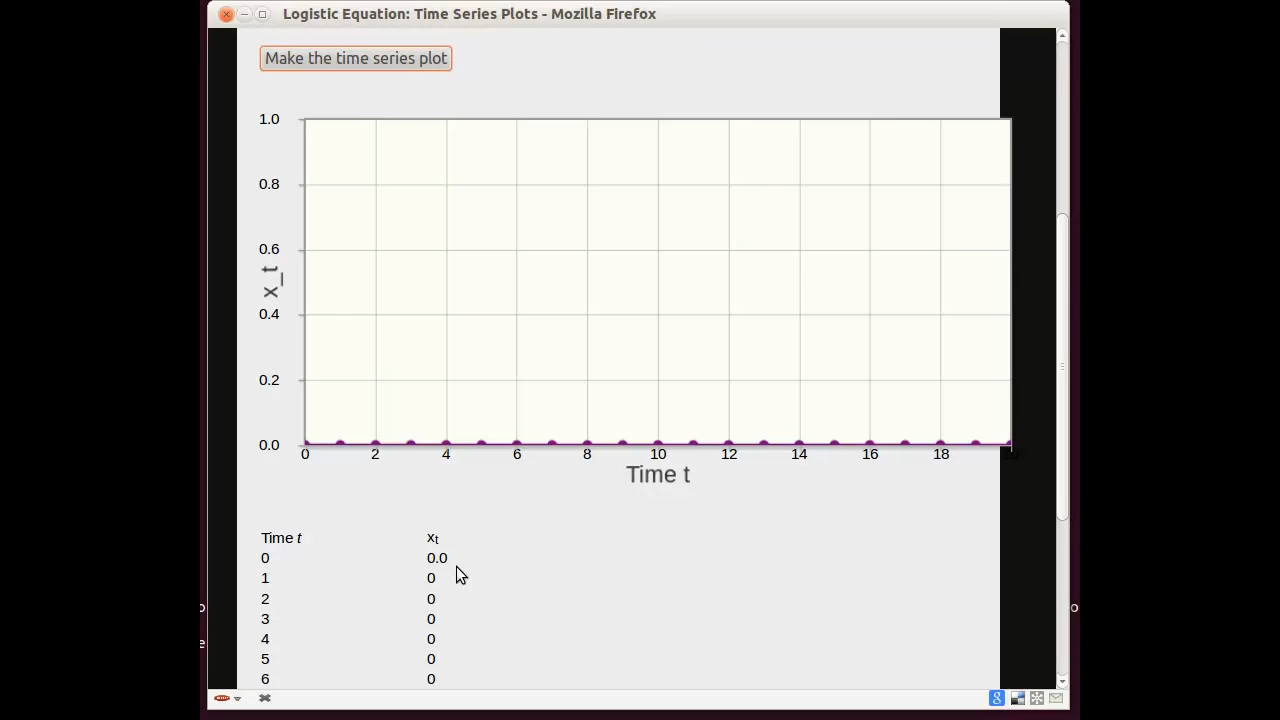 Logistic Equation: Time Series Plots - Mozilla Firefox
Make the time series plot
1.0
0.8
0.6
0.4
0.2
0.0
x_t
0 2 4 6 8 10 12 14 16 18 20
Time t
Time t xt
0 0.0
1 0
2 0
3 0
4 0
5 0
6 0
o
e
o